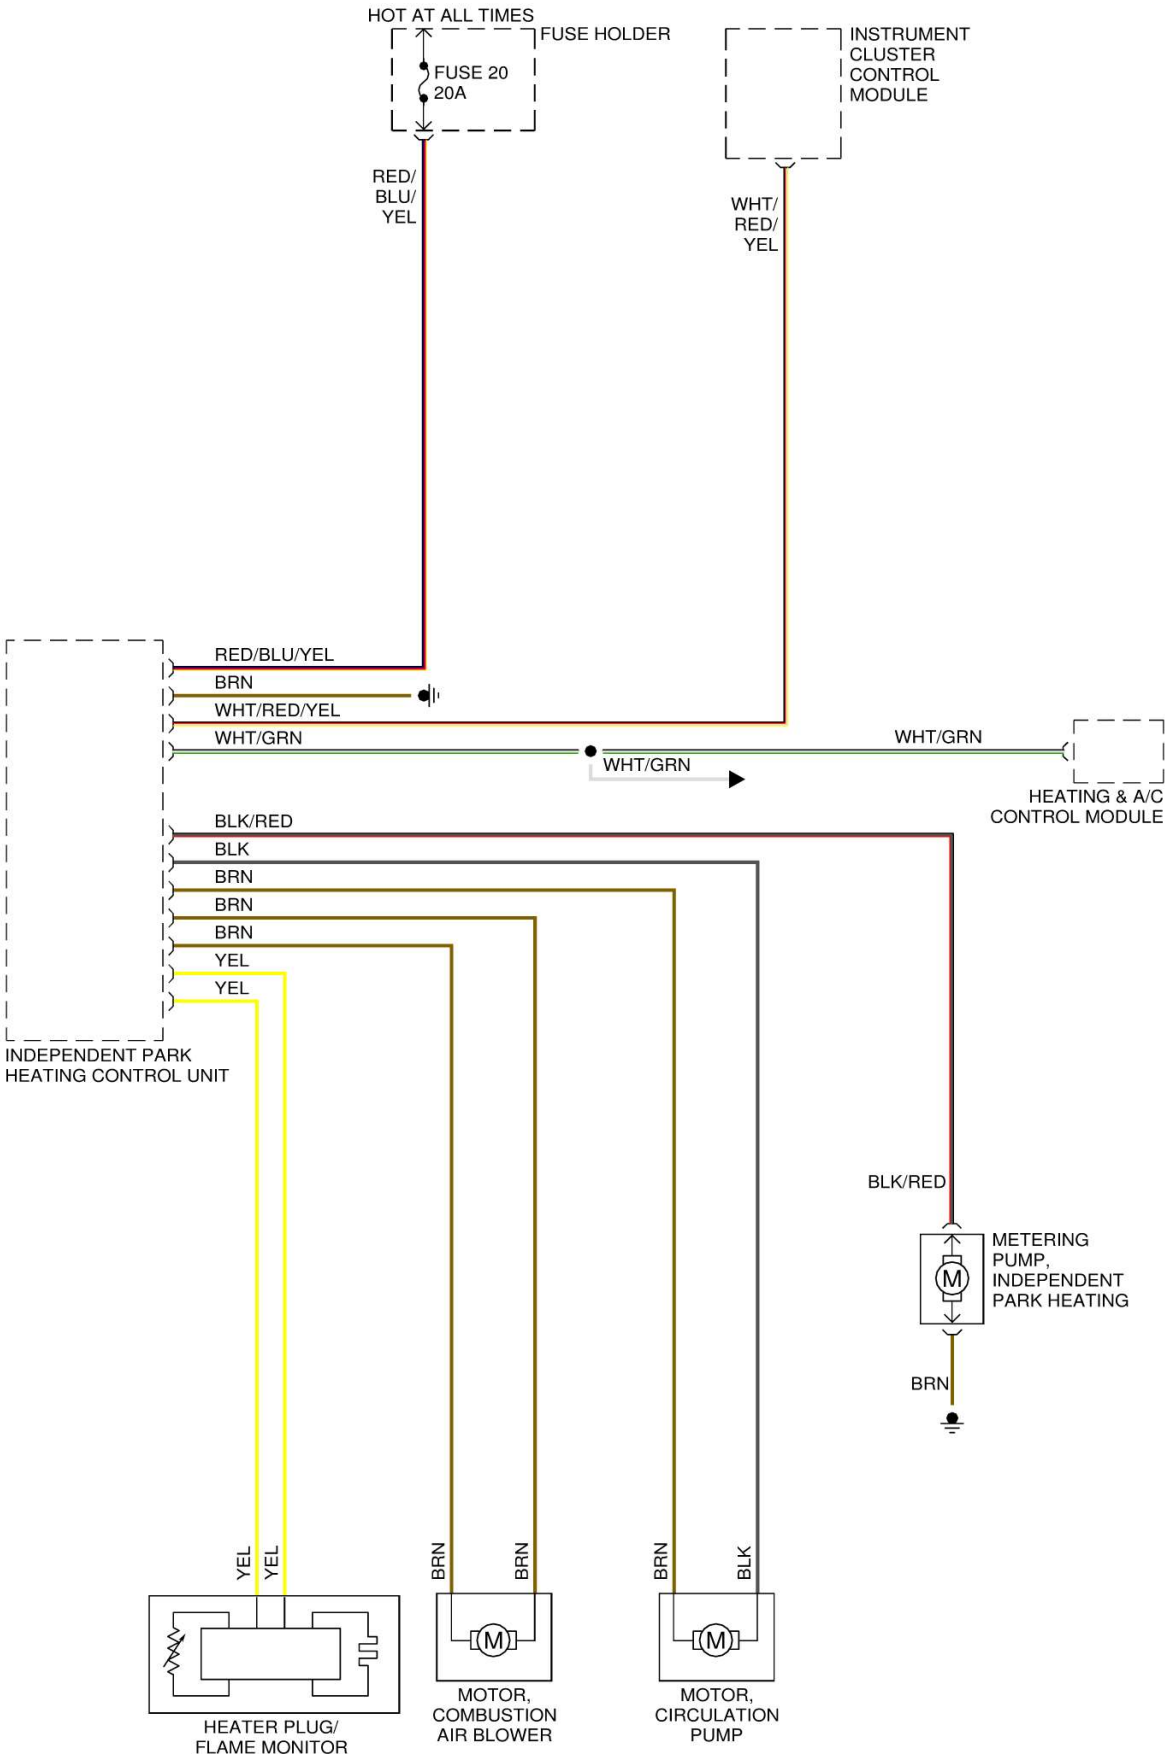 HOT AT ALL TIMES
FUSE HOLDER
FUSE 20
20A
INSTRUMENT
CLUSTER
CONTROL
MODULE
RED/
BLU/
YEL
WHT/
RED/
YEL
RED/BLU/YEL
BRN
WHT/RED/YEL
WHT/GRN
WHT/GRN
WHT/GRN
HEATING & A/C
CONTROL MODULE
BLK/RED
BLK
BRN
BRN
BRN
YEL
YEL
INDEPENDENT PARK
HEATING CONTROL UNIT
BLK/RED
METERING
PUMP,
INDEPENDENT
PARK HEATING
M
BRN
YEL
YEL
BRN
BRN
BRN
BLK
M
M
HEATER PLUG/
FLAME MONITOR
MOTOR,
COMBUSTION
AIR BLOWER
MOTOR,
CIRCULATION
PUMP